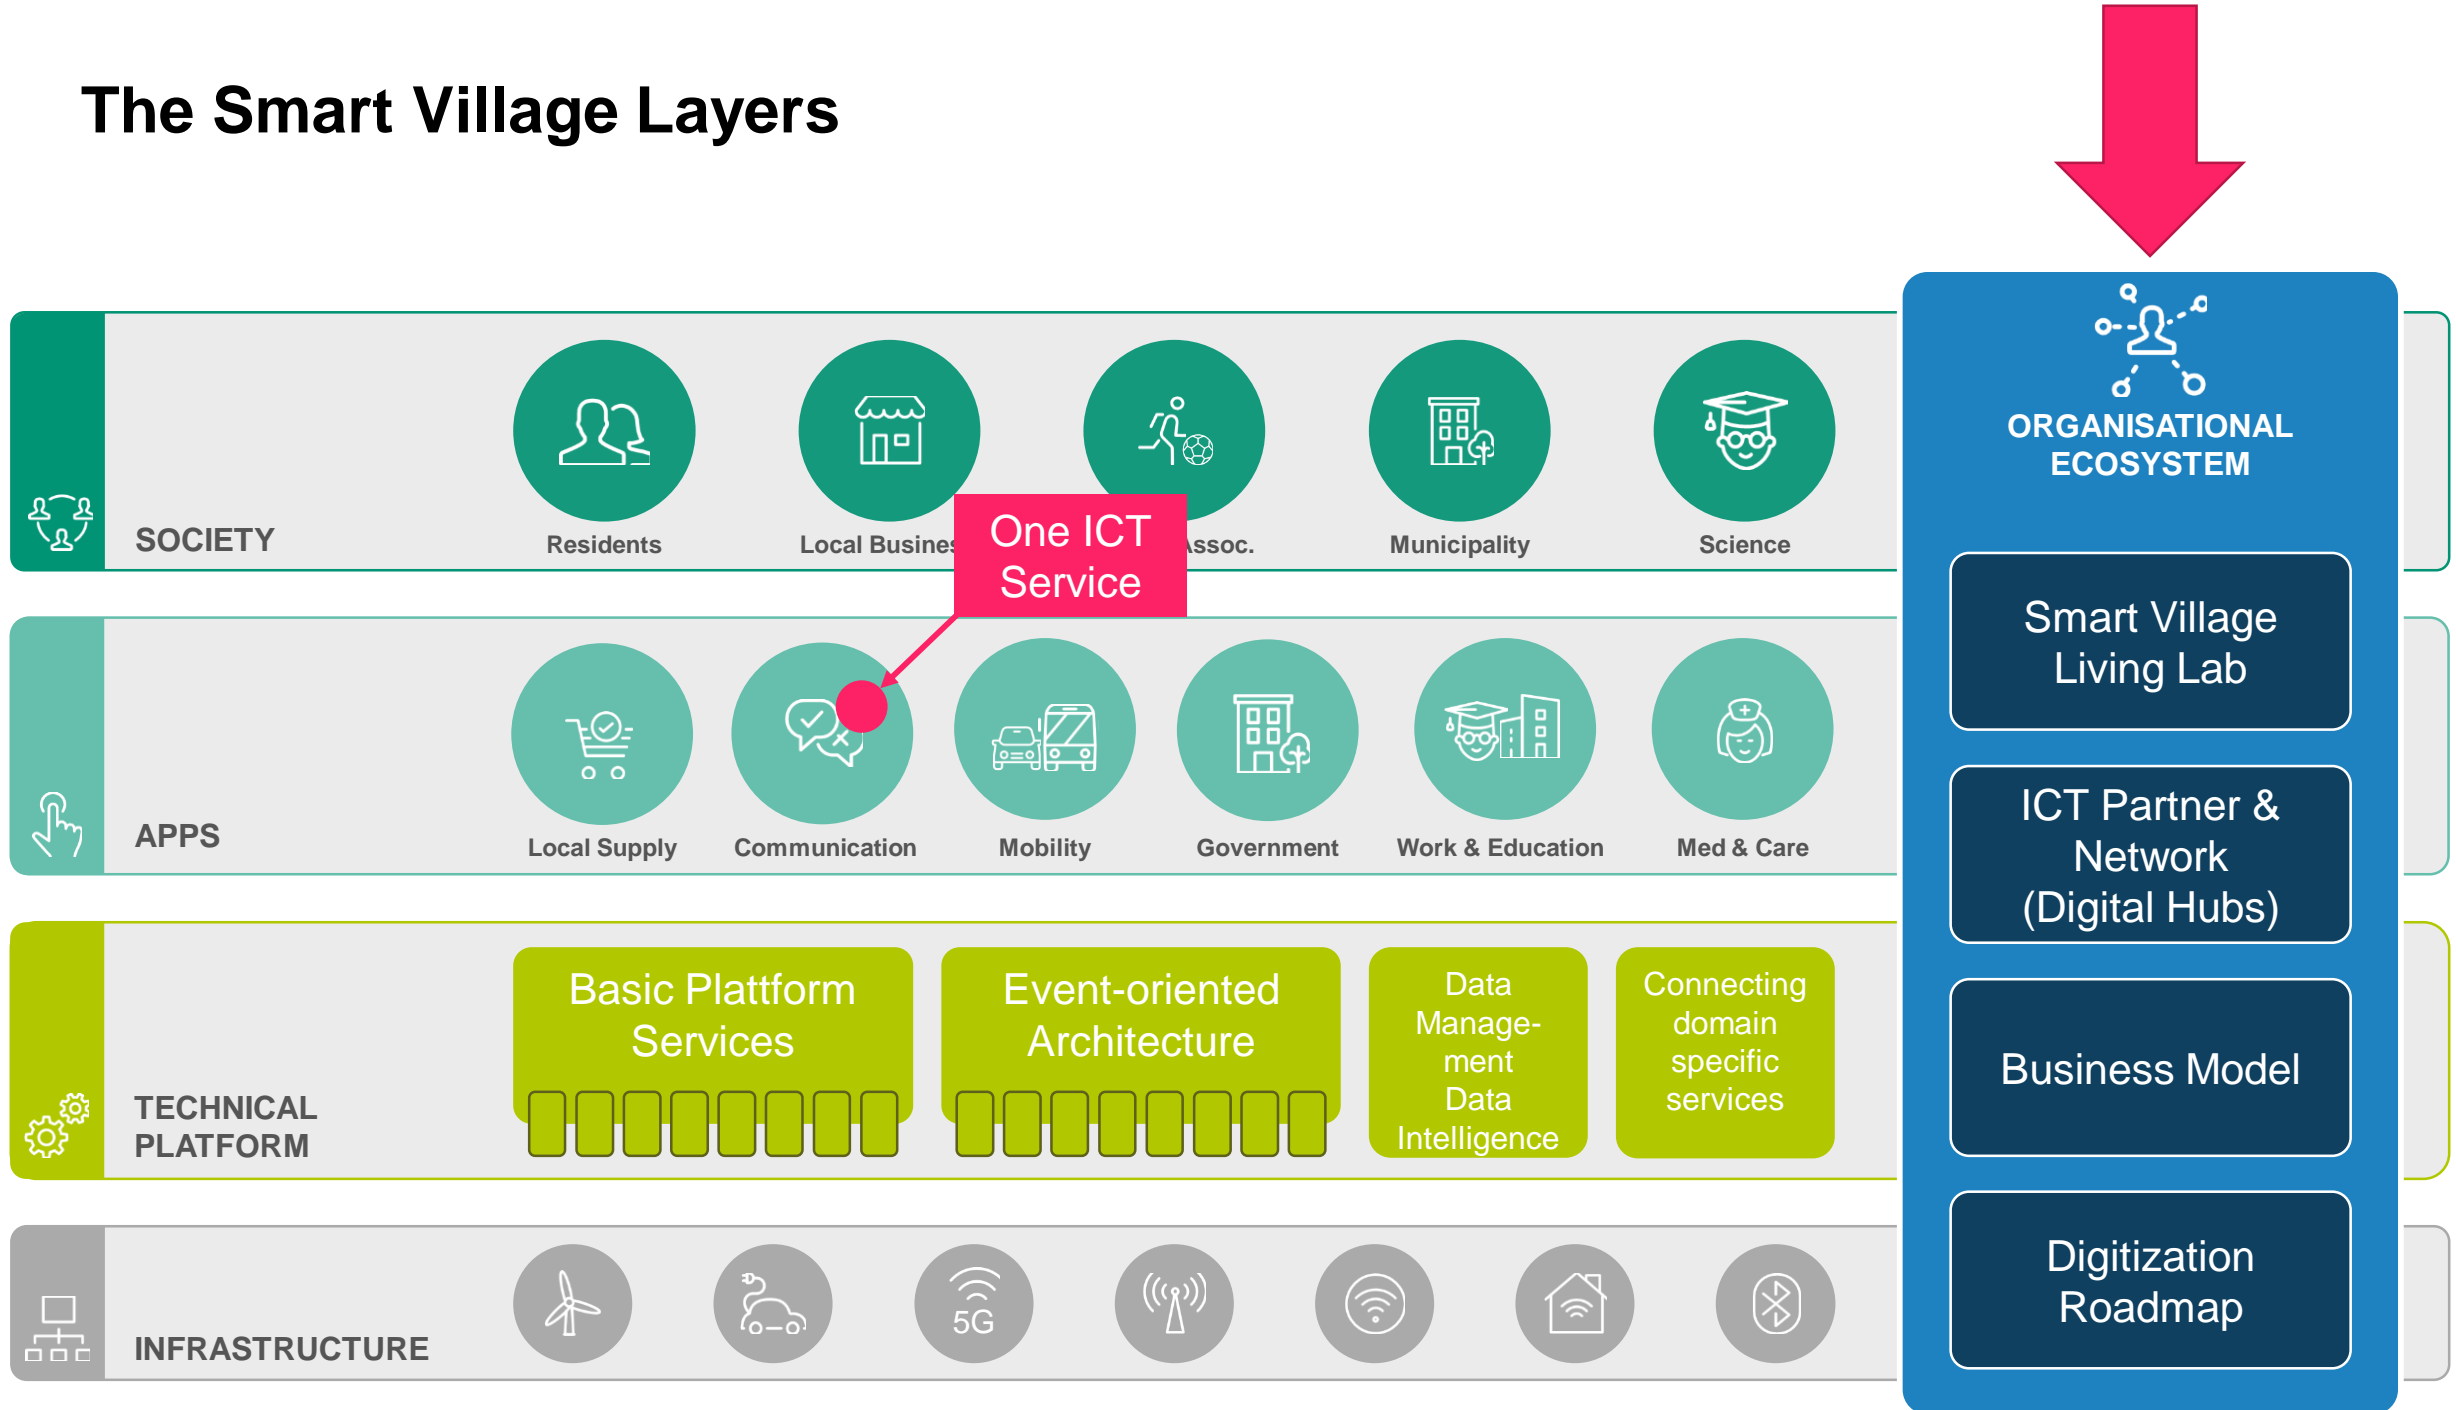 The Smart Village Layers
ORGANISATIONAL
ECOSYSTEM
SOCIETY
Residents
Local Busines
One ICT
Service
ssoc.
Municipality
Science
Smart Village
Living Lab
APPS
Local Supply
Communication
Mobility
Government
Work & Education
Med & Care
ICT Partner &
Network
(Digital Hubs)
TECHNICAL
PLATFORM
Basic Plattform
Services
Event-oriented
Architecture
Data
Manage-
ment
Data
Intelligence
Connecting
domain
specific
services
Business Model
INFRASTRUCTURE
5G
Digitization
Roadmap